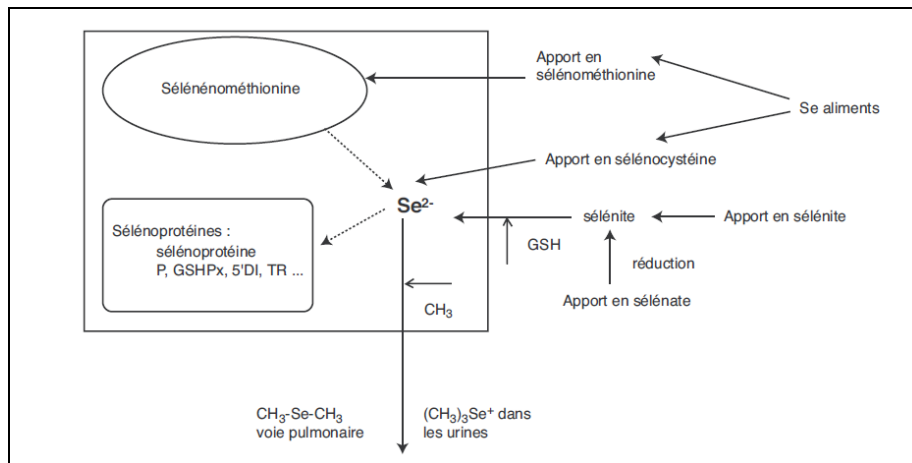 Apport en
sélénométhionine
Sélénénométhionine
Se aliments
Apport en sélénocystéine
Se2-
sélénite
Apport en sélénite
Sélénoprotéines :
sélénoprotéine
P, GSHPx, 5'DI, TR ...
GSH
réduction
Apport en sélénate
CH3
CH3-Se-CH3
voie pulmonaire
(CH3)3Se+ dans
les urines